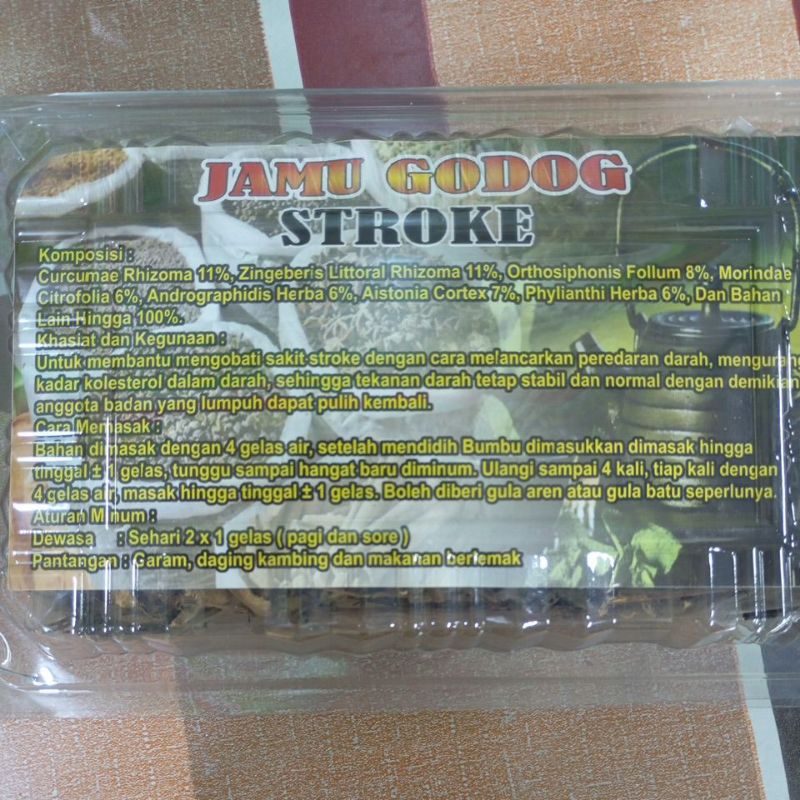 JAMU GODOG
STROKE
Komposisi :
Curcumae Rhizoma 11%, Zingeberis Littoral Rhizoma 11%, Orthosiphonis Follum 8%, Morindae
Citrofolia 6%, Andrographidis Herba 6%, Aistonia Cortex 7%, Phylianthi Herba 6%, Dan Bahan
Lain Hingga 100%.
Khasiat dan Kegunaan :
Untuk membantu mengobati sakit stroke dengan cara melancarkan peredaran darah, mengurang
kadar kolesterol dalam darah, sehingga tekanan darah tetap stabil dan normal dengan demikian
anggota badan yang lumpuh dapat pulih kembali.
Cara Memasak :
Bahan dimasak dengan 4 gelas air, setelah mendidih Bumbu dimasukkan dimasak hingga
tinggal ± 1 gelas, tunggu sampai hangat baru diminum. Ulangi sampai 4 kali, tiap kali dengan
4 gelas air, masak hingga tinggal ± 1 gelas. Boleh diberi gula aren atau gula batu seperlunya.
Aturan Minum :
Dewasa : Sehari 2 x 1 gelas ( pagi dan sore )
Pantangan : Garam, daging kambing dan makanan berlemak